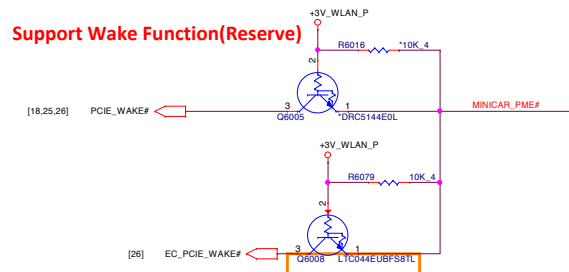 +3V_WLAN_P
Support Wake Function(Reserve)
R6016 *10K_4
2
[18,25,26] PCIE_WAKE# 3 1 MINICAR_PME#
Q6005 *DRC5144E0L
+3V_WLAN_P
R6079 10K_4
2
[26] EC_PCIE_WAKE# 3 1
Q6008 LTC044EUBFS8TL